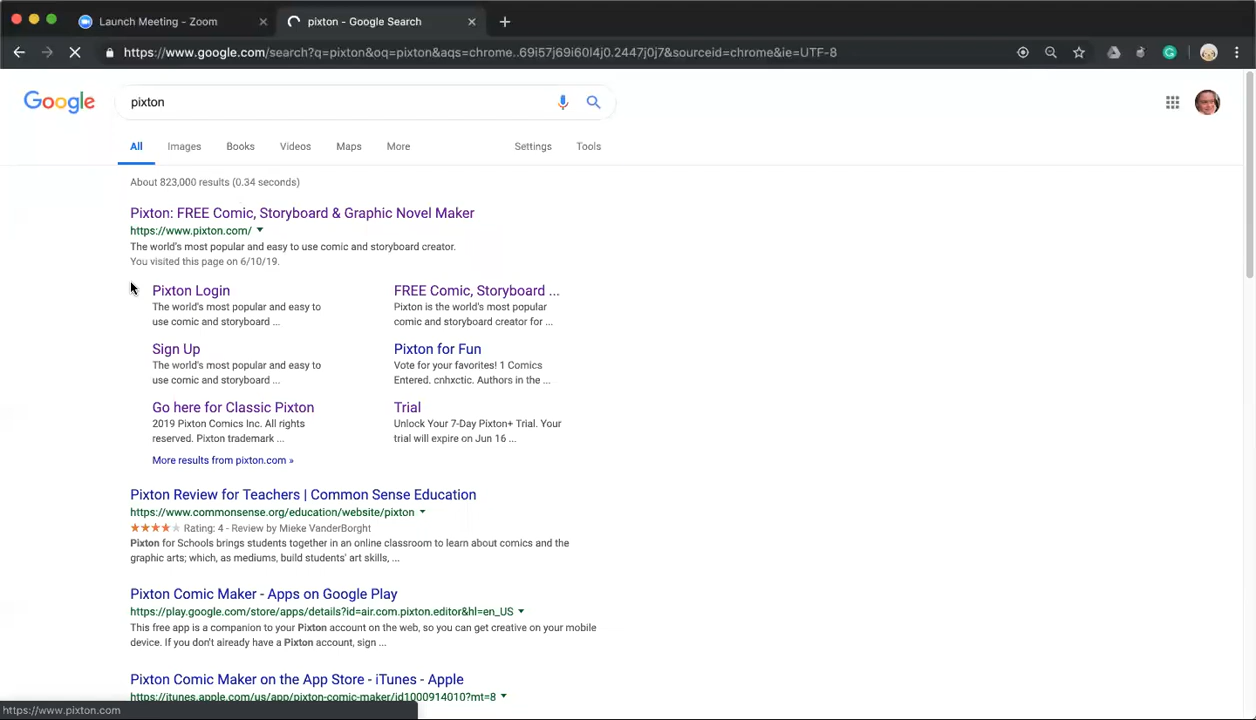 Launch Meeting - Zoom
pixton - Google Search
https://www.google.com/search?q=pixton&oq=pixton&aqs=chrome..69i57j69i60l4j0.2447j0j7&sourceid=chrome&ie=UTF-8
Google
pixton
All Images Books Videos Maps More Settings Tools
About 823,000 results (0.34 seconds)
Pixton: FREE Comic, Storyboard & Graphic Novel Maker
https://www.pixton.com/
The world's most popular and easy to use comic and storyboard creator.
You visited this page on 6/10/19.
Pixton Login
The world's most popular and easy to
use comic and storyboard ...
FREE Comic, Storyboard ...
Pixton is the world's most popular
comic and storyboard creator for ...
Sign Up
The world's most popular and easy to
use comic and storyboard ...
Pixton for Fun
Vote for your favorites! 1 Comics
Entered. cnhxctic. Authors in the ...
Go here for Classic Pixton
2019 Pixton Comics Inc. All rights
reserved. Pixton trademark ...
Trial
Unlock Your 7-Day Pixton+ Trial. Your
trial will expire on Jun 16 ...
More results from pixton.com »
Pixton Review for Teachers | Common Sense Education
https://www.commonsense.org/education/website/pixton
Rating: 4 - Review by Mieke VanderBorght
Pixton for Schools brings students together in an online classroom to learn about comics and the
graphic arts; which, as mediums, build students' art skills, ...
Pixton Comic Maker - Apps on Google Play
https://play.google.com/store/apps/details?id=air.com.pixton.editor&hl=en_US
This free app is a companion to your Pixton account on the web, so you can get creative on your mobile
device. If you don't already have a Pixton account, sign ...
Pixton Comic Maker on the App Store - iTunes - Apple
https://itunes.apple.com/us/app/pixton-comic-maker/id1000914010?mt=8
https://www.pixton.com